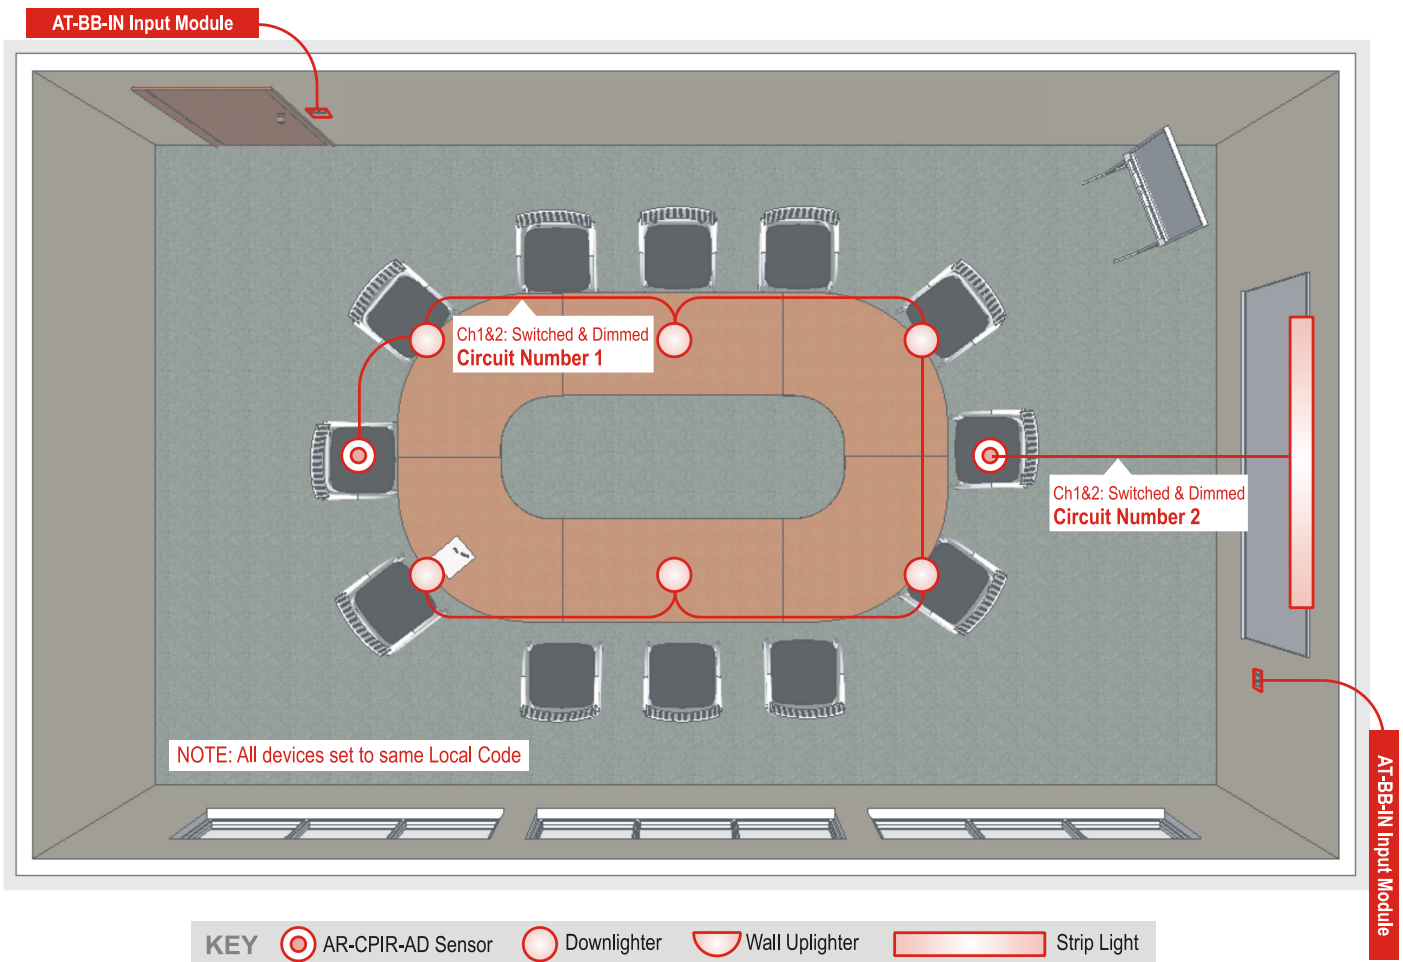 AT-BB-IN Input Module
Ch1&2: Switched & Dimmed
Circuit Number 1
Ch1&2: Switched & Dimmed
Circuit Number 2
NOTE: All devices set to same Local Code
AT-BB-IN Input Module
KEY
AR-CPIR-AD Sensor
Downlighter
Wall Uplighter
Strip Light